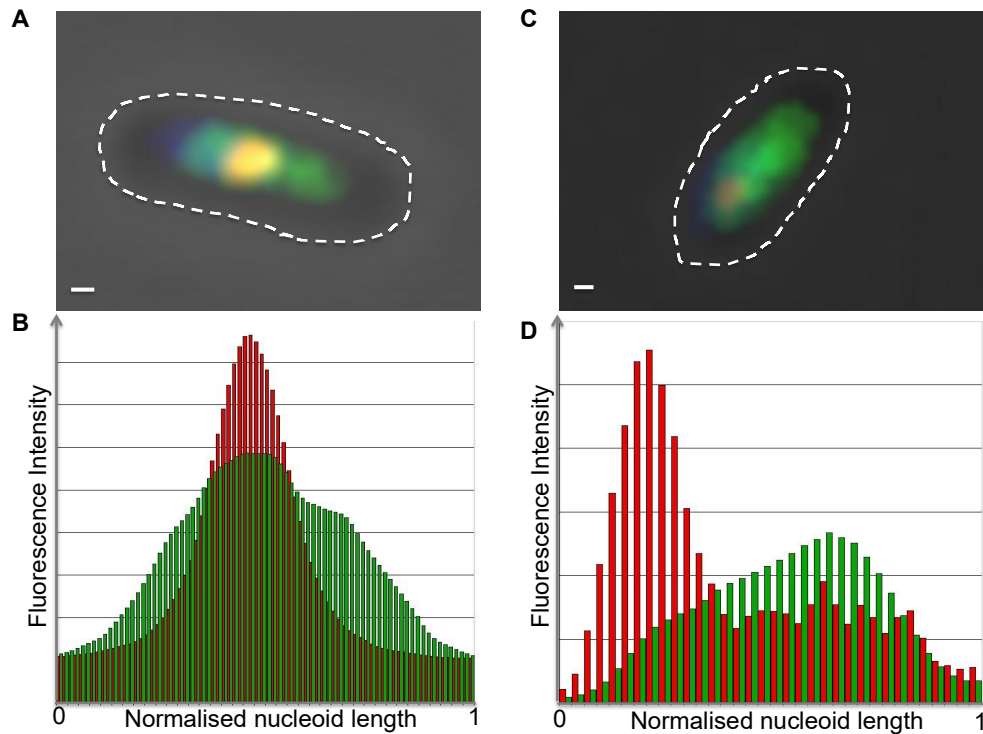 A
C
B
Fluorescence Intensity
0
Normalised nucleoid length
1
D
Fluorescence Intensity
0
Normalised nucleoid length
1